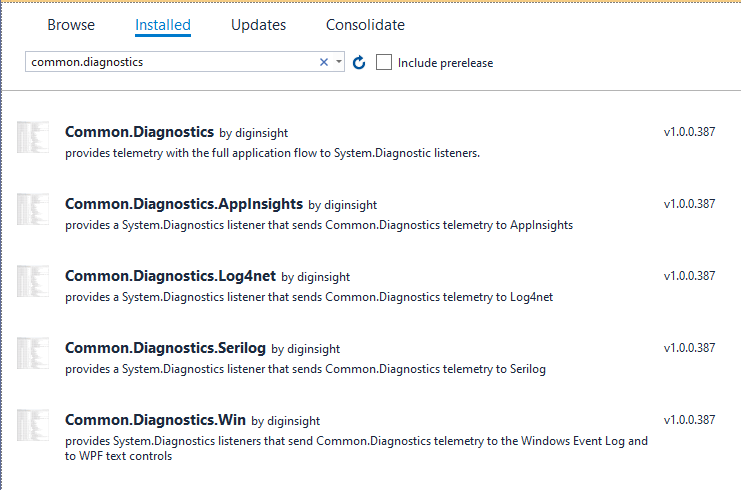 Browse Installed Updates Consolidate
common.diagnostics Include prerelease
Common.Diagnostics by diginsight v1.0.0.387
provides telemetry with the full application flow to System.Diagnostic listeners.
Common.Diagnostics.AppInsights by diginsight v1.0.0.387
provides a System.Diagnostics listener that sends Common.Diagnostics telemetry to AppInsights
Common.Diagnostics.Log4net by diginsight v1.0.0.387
provides a System.Diagnostics listener that sends Common.Diagnostics telemetry to Log4net
Common.Diagnostics.Serilog by diginsight v1.0.0.387
provides a System.Diagnostics listener that sends Common.Diagnostics telemetry to Serilog
Common.Diagnostics.Win by diginsight v1.0.0.387
provides System.Diagnostics listeners that send Common.Diagnostics telemetry to the Windows Event Log and
to WPF text controls